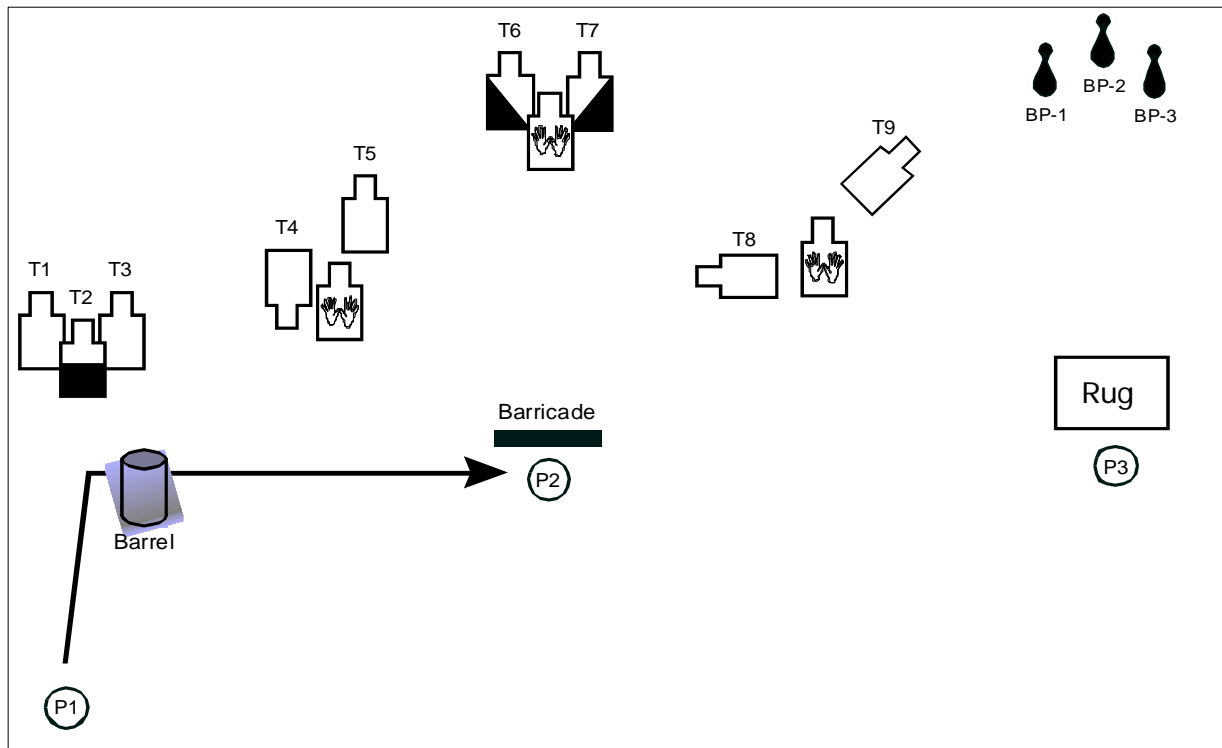 T6
T7
BP-2
BP-1
BP-3
T9
T5
T4
T8
T1
T3
T2
Rug
Barricade
P2
P3
Barrel
P1